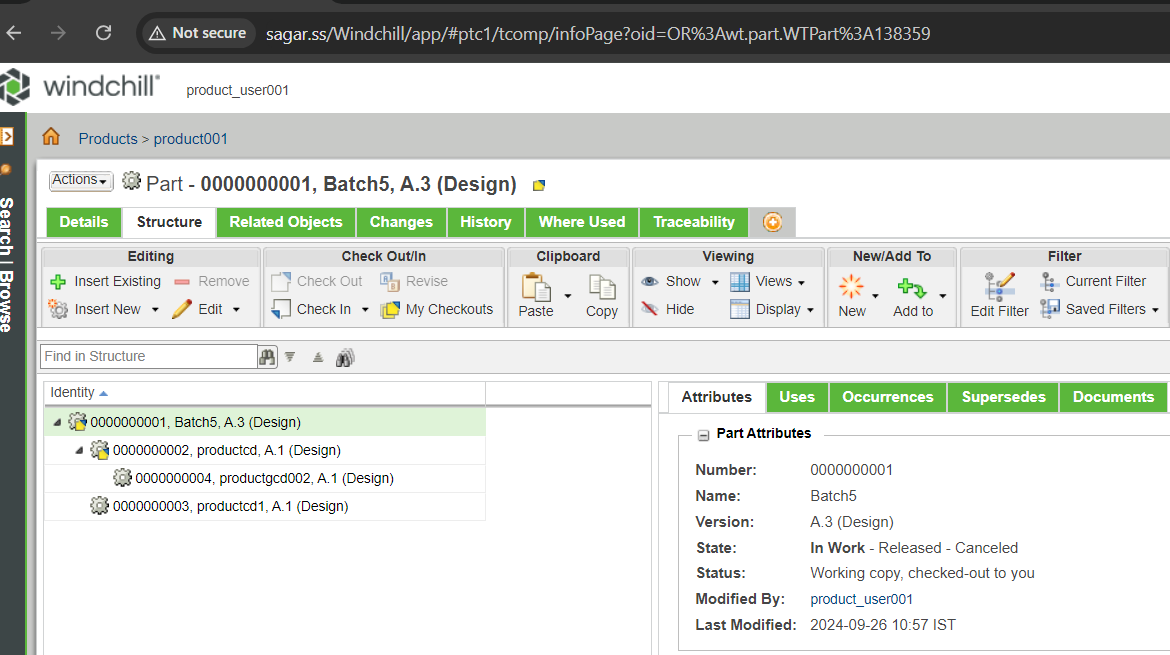 Not secure sagar.ss/Windchill/app/#ptc1/tcomp/infoPage?oid=OR%3Awt.part.WTPart%3A138359
windchill® product_user001
Products > product001
Search | Browse
Actions Part - 0000000001, Batch5, A.3 (Design)
Details Structure Related Objects Changes History Where Used Traceability
Editing Check Out/In Clipboard Viewing New/Add To Filter
Insert Existing Remove Check Out Revise Show Views Current Filter
Insert New Edit Check In My Checkouts Paste Copy Hide Display New Add to Edit Filter Saved Filters
Find in Structure
Identity
0000000001, Batch5, A.3 (Design)
0000000002, productcd, A.1 (Design)
0000000004, productgcd002, A.1 (Design)
0000000003, productcd1, A.1 (Design)
Attributes Uses Occurrences Supersedes Documents
Part Attributes
Number: 0000000001
Name: Batch5
Version: A.3 (Design)
State: In Work - Released - Canceled
Status: Working copy, checked-out to you
Modified By: product_user001
Last Modified: 2024-09-26 10:57 IST